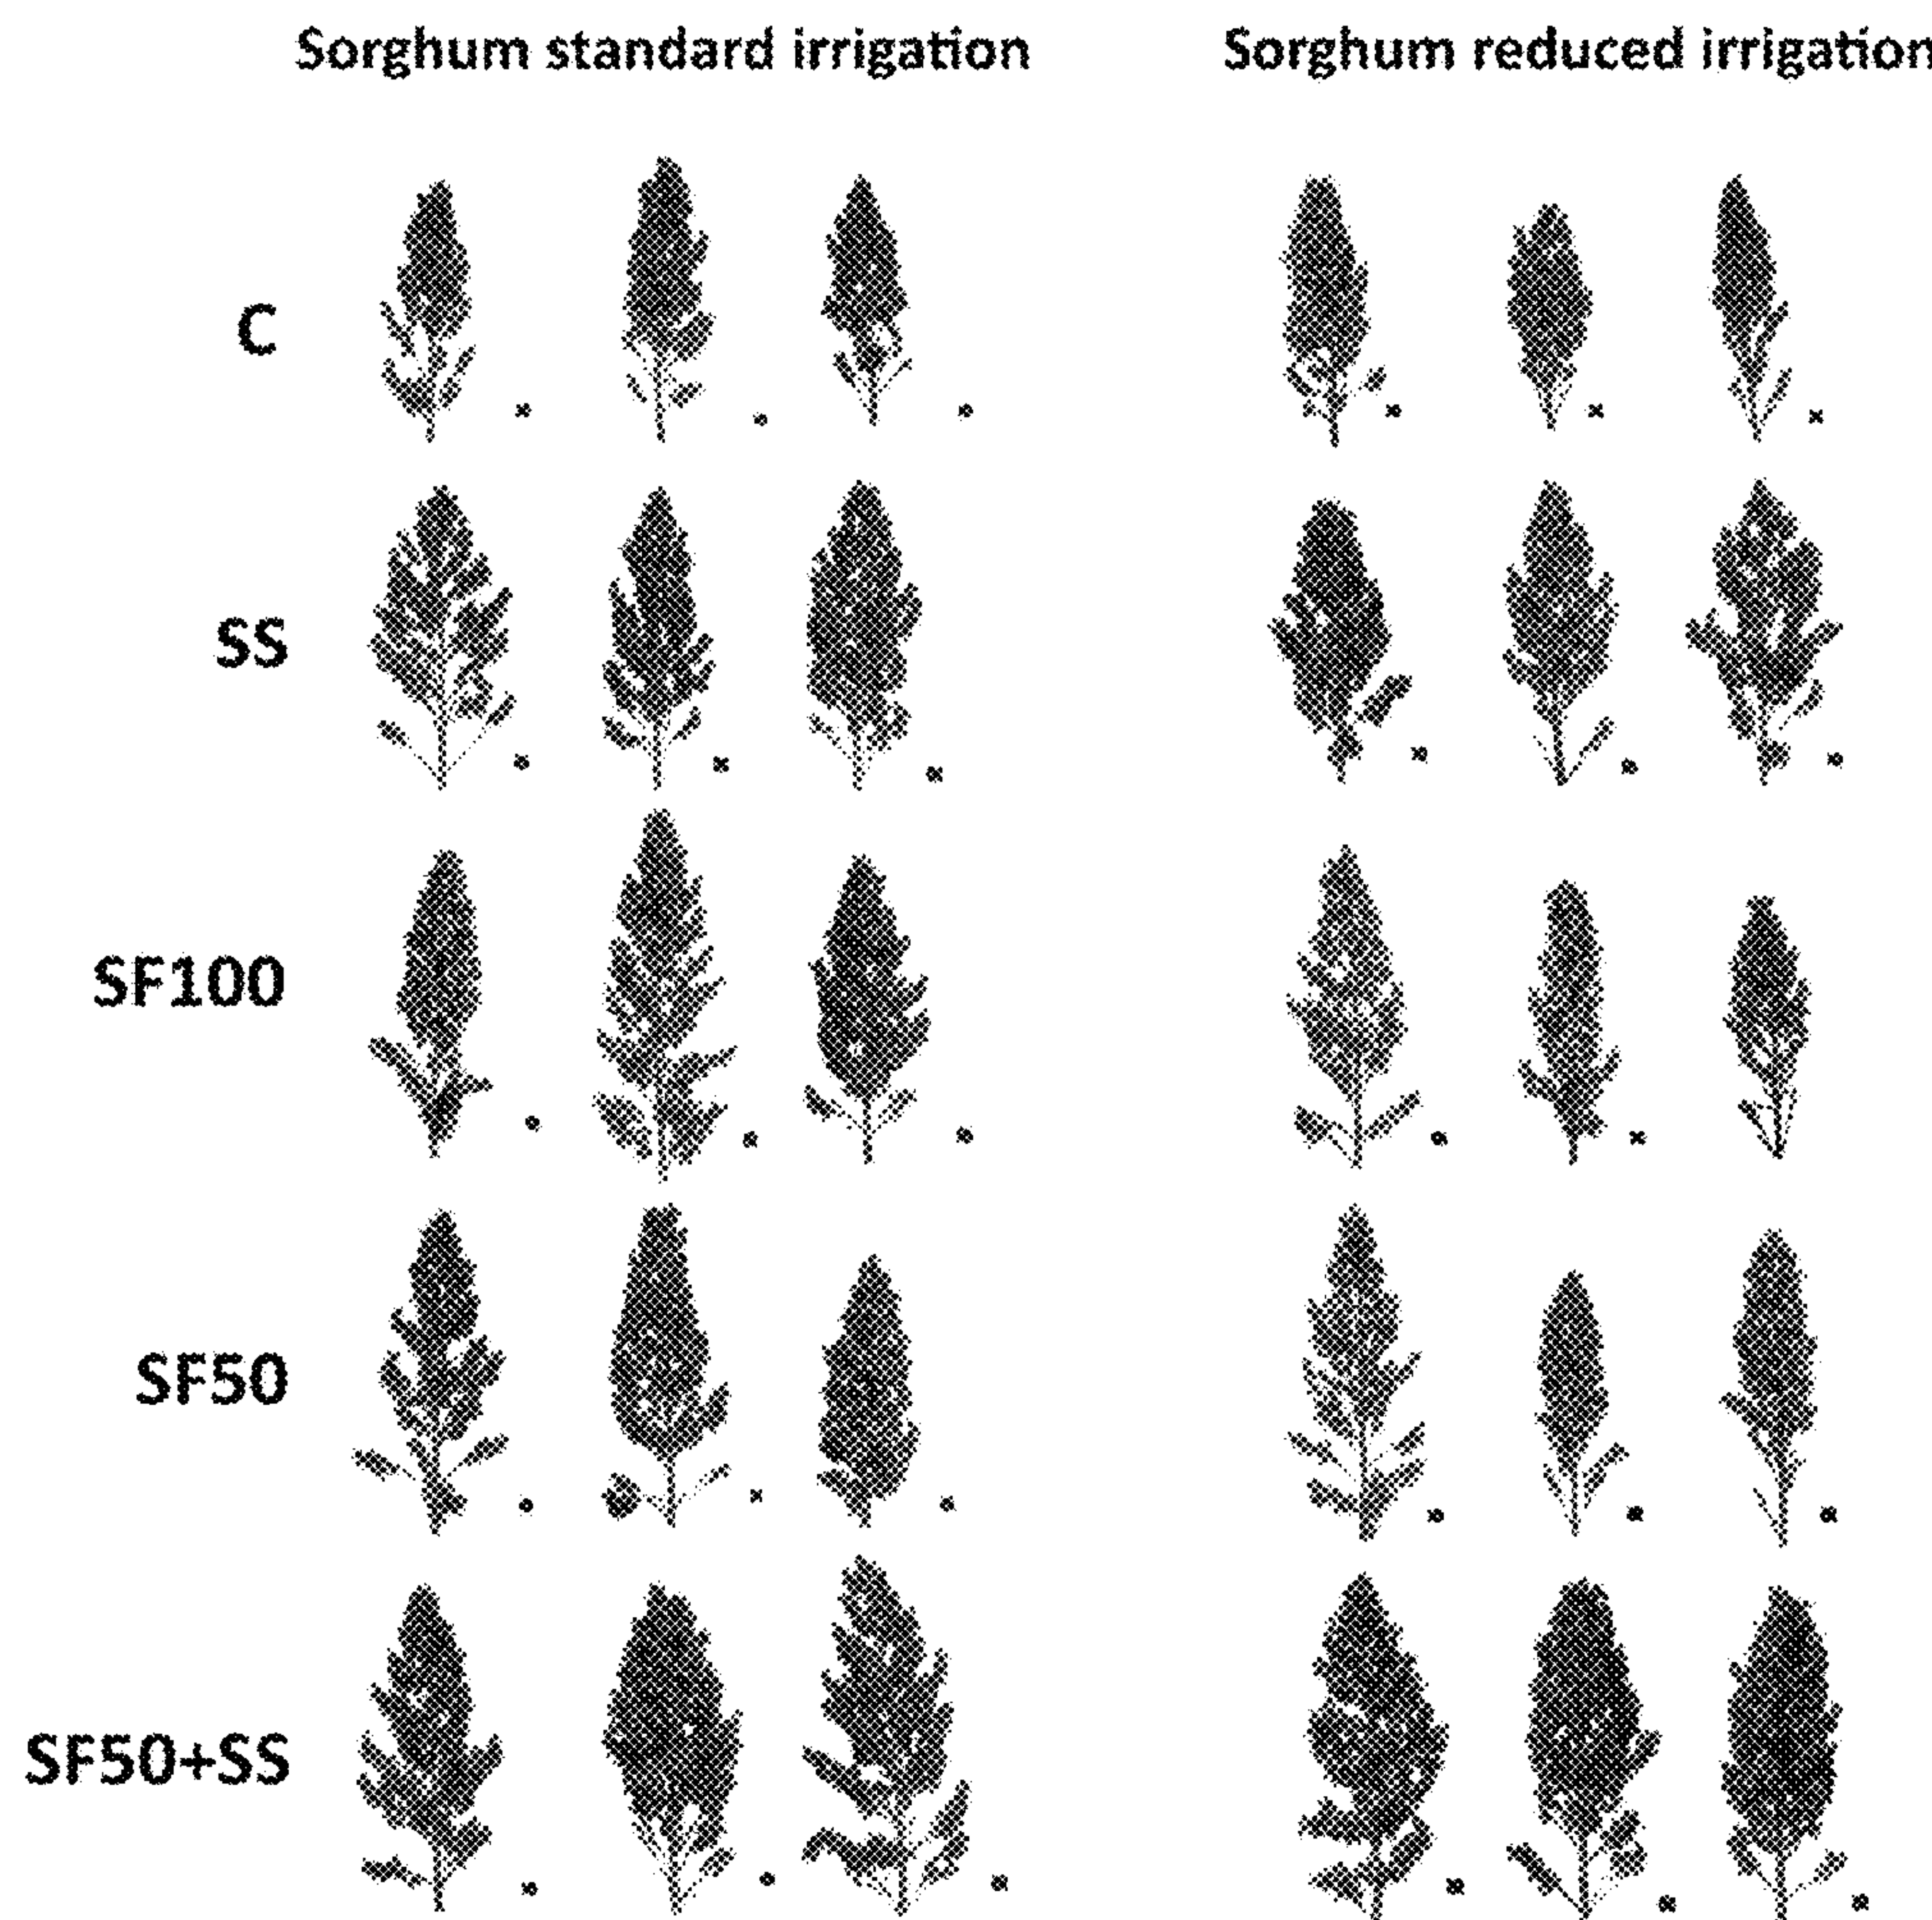 Sorghum standard irrigation
Sorghum reduced irrigation
C
SS
SF100
SF50
SF50+SS